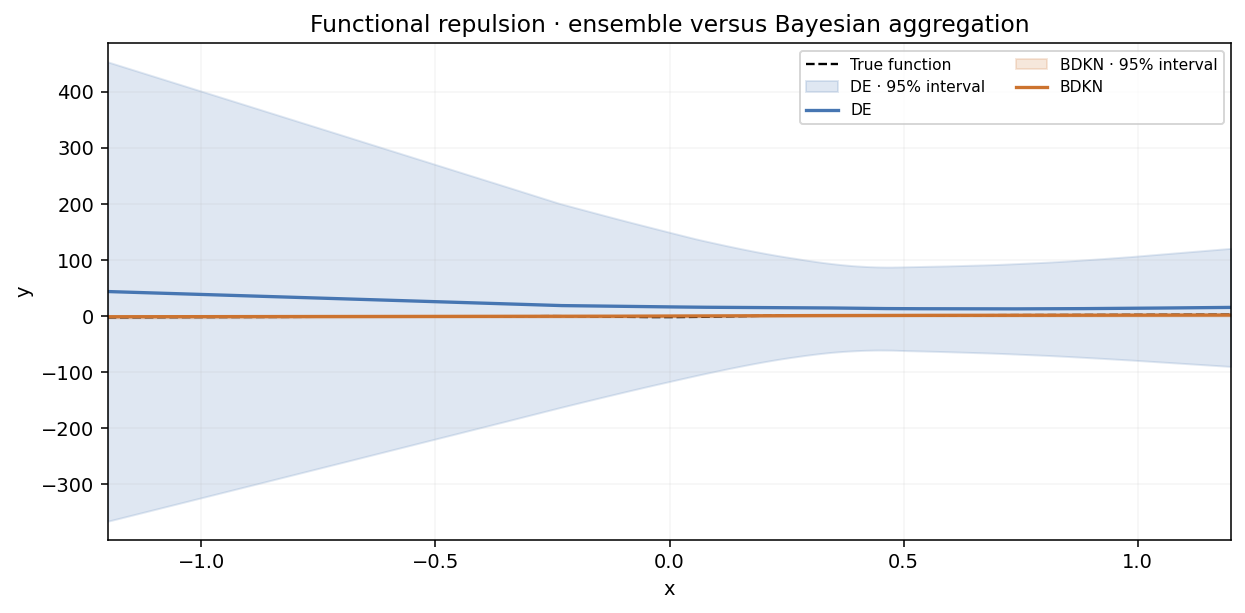 Functional repulsion · ensemble versus Bayesian aggregation
True function
DE · 95% interval
DE
BDKN · 95% interval
BDKN
y
400
300
200
100
0
−100
−200
−300
−1.0
−0.5
0.0
0.5
1.0
x